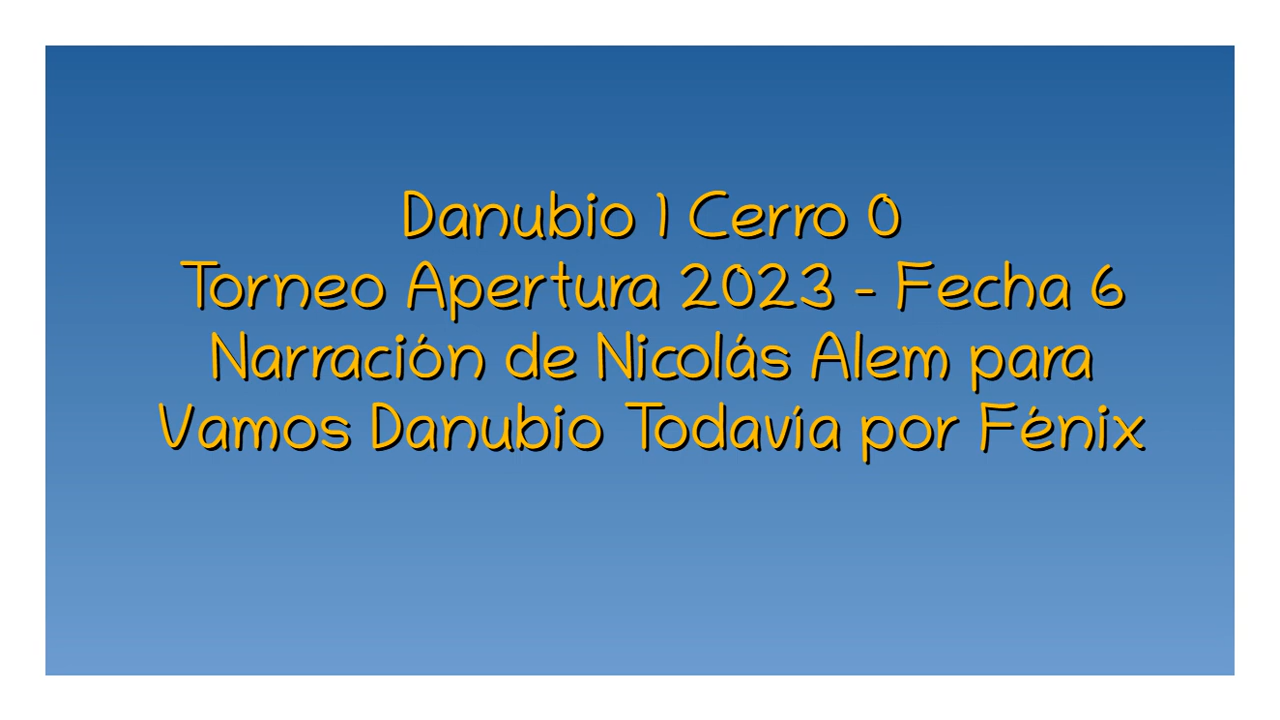 Danubio 1 Cerro 0
Torneo Apertura 2023 - Fecha 6
Narración de Nicolás Alem para
Vamos Danubio Todavía por Fénix